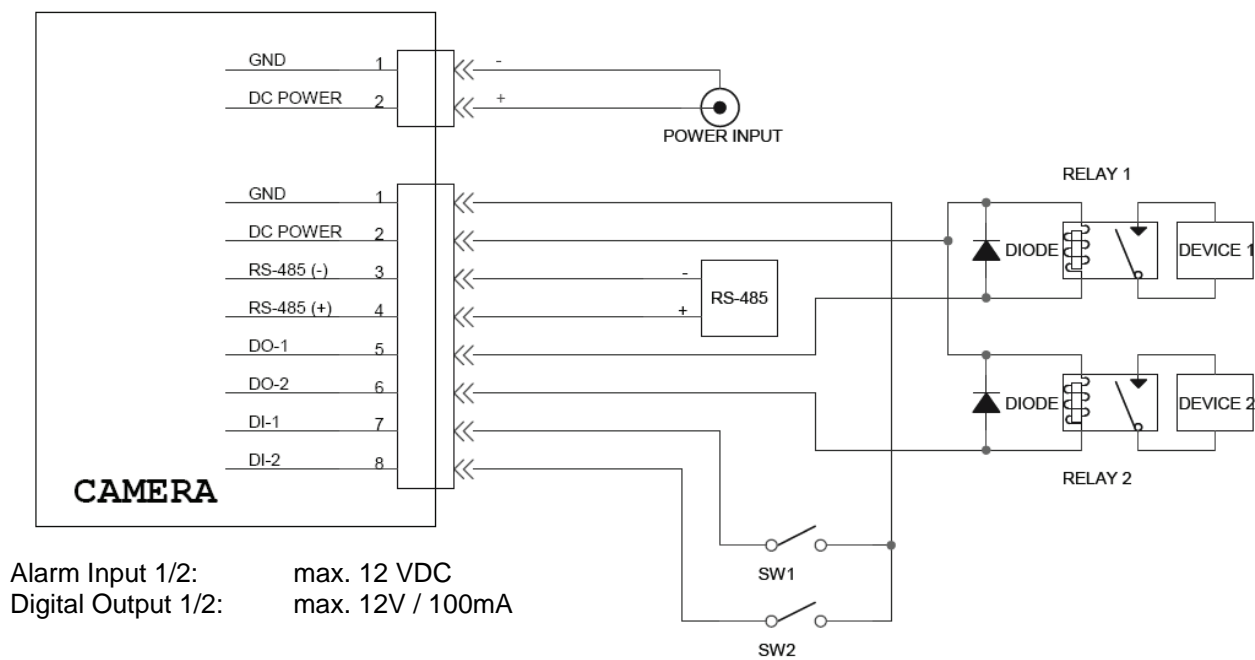 GND 1 -
DC POWER 2 +
POWER INPUT
GND 1
DC POWER 2
RS-485 (-) 3 -
RS-485 (+) 4 +
RS-485
DO-1 5
DO-2 6
DI-1 7
DI-2 8
CAMERA
RELAY 1
DIODE
DEVICE 1
DIODE
DEVICE 2
RELAY 2
SW1
SW2
Alarm Input 1/2: max. 12 VDC
Digital Output 1/2: max. 12V / 100mA